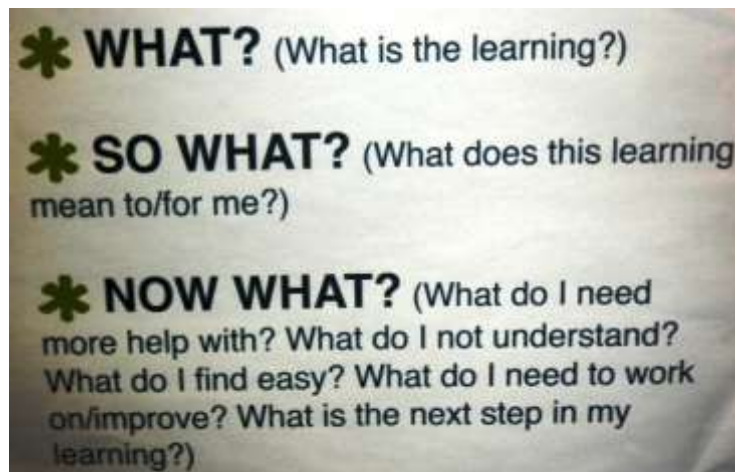 * WHAT? (What is the learning?)
* SO WHAT? (What does this learning
mean to/for me?)
* NOW WHAT? (What do I need
more help with? What do I not understand?
What do I find easy? What do I need to work
on/improve? What is the next step in my
learning?)